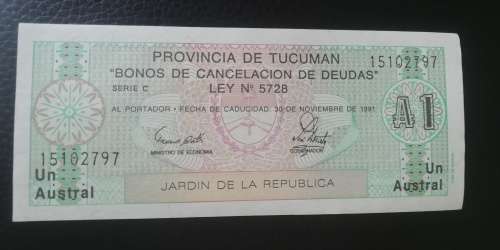 PROVINCIA DE TUCUMAN
15102797
"BONOS DE CANCELACION DE DEUDAS"
SERIE C
LEY Nº 5728
AL PORTADOR - FECHA DE CADUCIDAD: 30 DE NOVIEMBRE DE 1991
A1
15102797
MINISTRO DE ECONOMIA
GOBERNADOR
Un
Austral
Un
Austral
JARDIN DE LA REPUBLICA